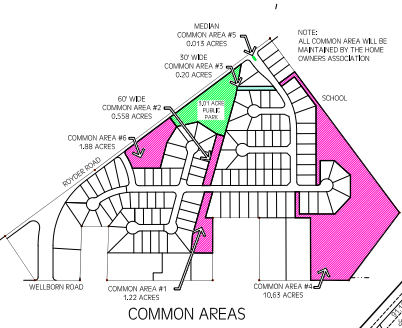 MEDIAN
COMMON AREA #5
0.013 ACRES
NOTE:
ALL COMMON AREA WILL BE
MAINTAINED BY THE HOME
OWNERS ASSOCIATION
30' WIDE
COMMON AREA #3
0.20 ACRES
60' WIDE
COMMON AREA #2
0.558 ACRES
3.01 ACRE
PUBLIC
PARK
SCHOOL
COMMON AREA #6
1.88 ACRES
ROYDER ROAD
WELLBORN ROAD
COMMON AREA #1
1.22 ACRES
COMMON AREA #4
10.63 ACRES
COMMON AREAS